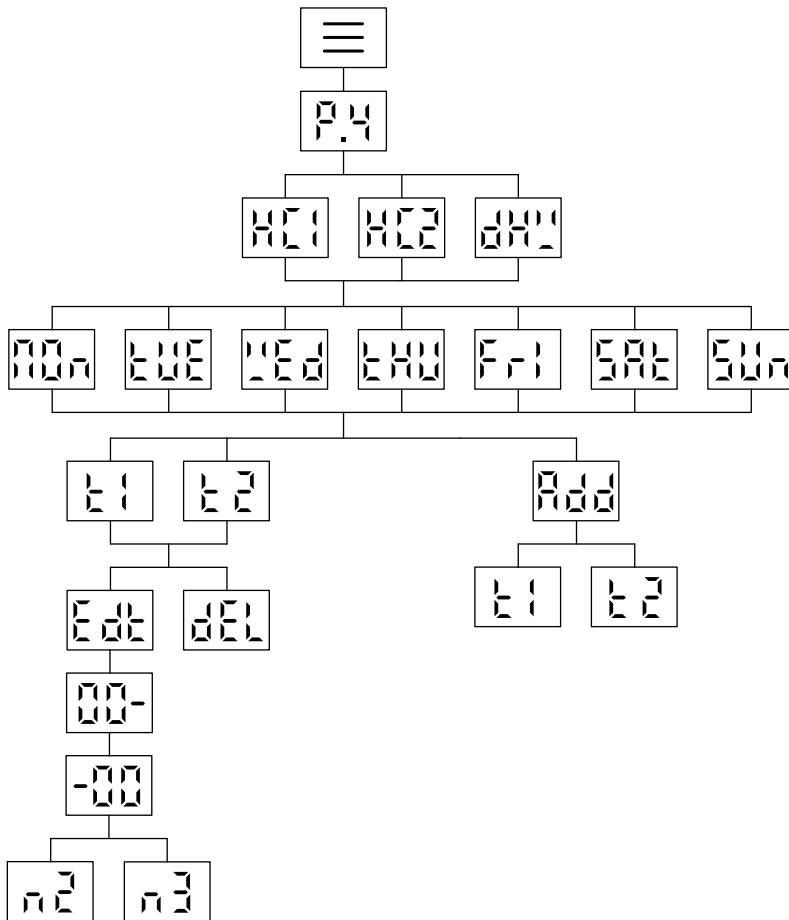 P.4
HC1 HC2 dHW
MOn tUE WEd tHU Fr1 SAt SUn
t1 t2 Add
t1 t2
Edt dEL
00-
-00
n2 n3